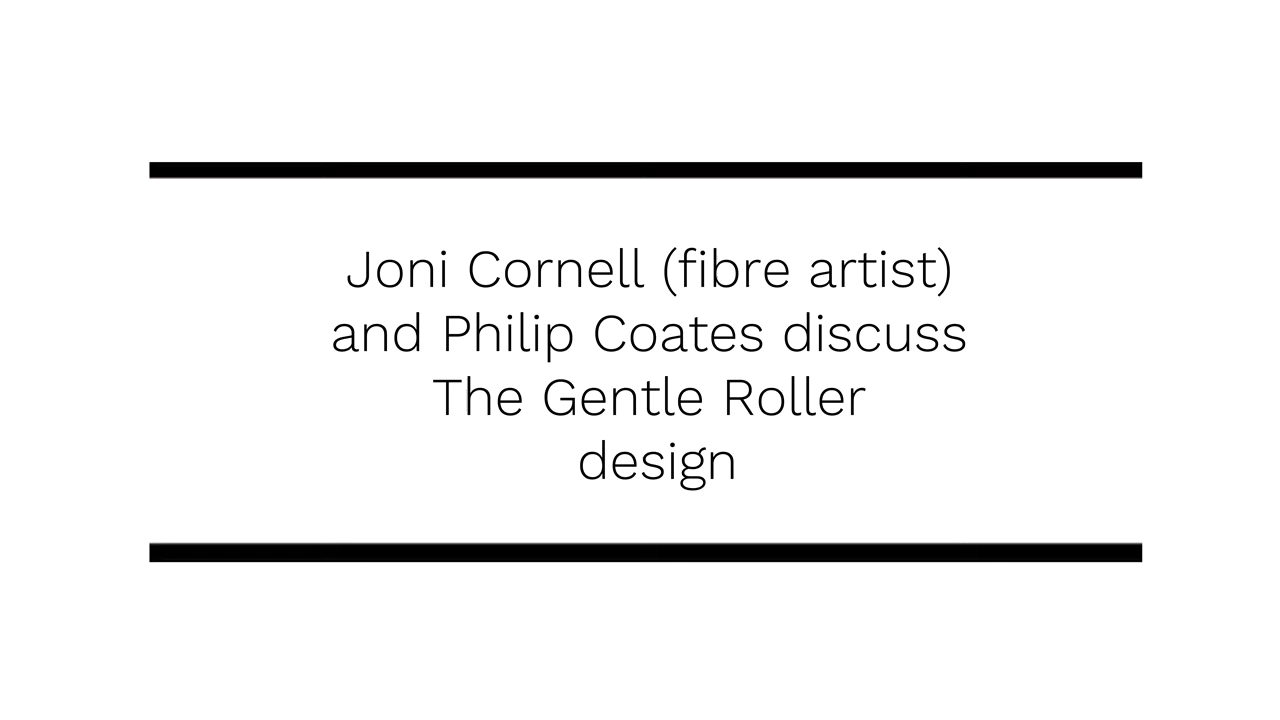 Joni Cornell (fibre artist)
and Philip Coates discuss
The Gentle Roller
design